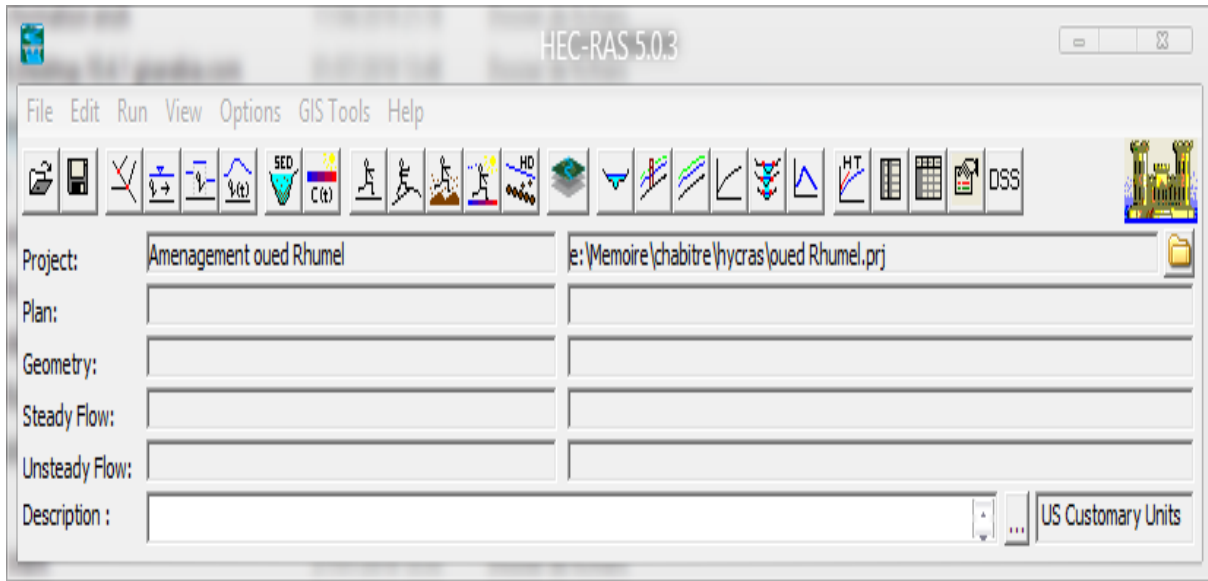 HEC-RAS 5.0.3
File Edit Run View Options GIS Tools Help
SED C(t) HD H.T. DSS
Project: Amenagement oued Rhumel e:\Memoire\chabitre\hycras\oued Rhumel.prj
Plan:
Geometry:
Steady Flow:
Unsteady Flow:
Description : ... US Customary Units